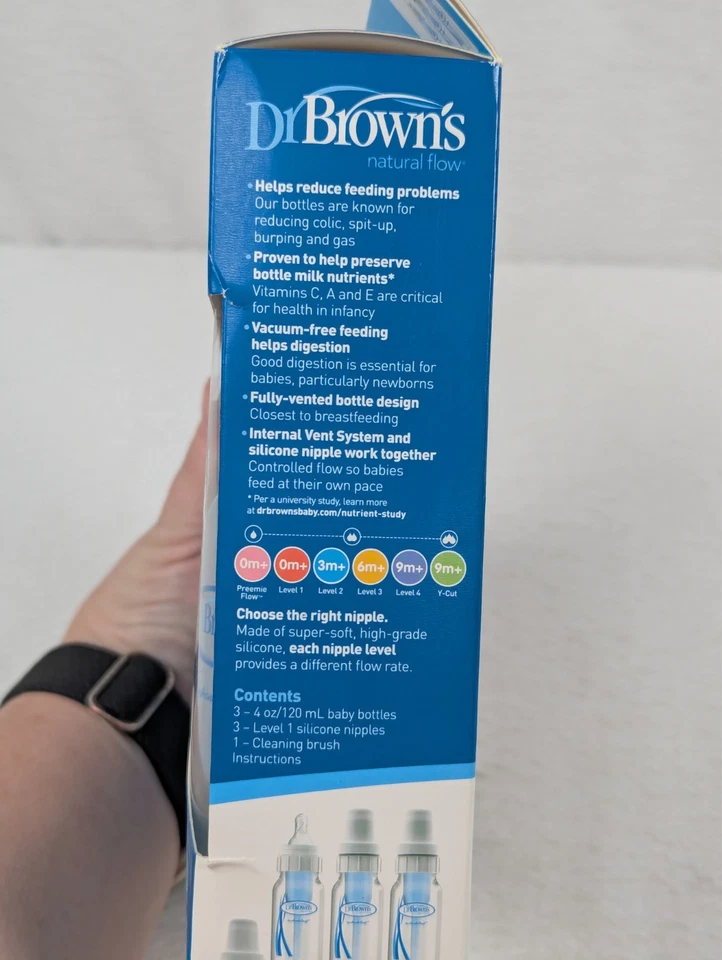 DrBrown's
natural flow
• Helps reduce feeding problems
Our bottles are known for
reducing colic, spit-up,
burping and gas
• Proven to help preserve
bottle milk nutrients*
Vitamins C, A and E are critical
for health in infancy
• Vacuum-free feeding
helps digestion
Good digestion is essential for
babies, particularly newborns
• Fully-vented bottle design
Closest to breastfeeding
• Internal Vent System and
silicone nipple work together
Controlled flow so babies
feed at their own pace
* Per a university study, learn more
at drbrownsbaby.com/nutrient-study
0m+ 0m+ 3m+ 6m+ 9m+ 9m+
Preemie Flow™ Level 1 Level 2 Level 3 Level 4 Y-Cut
Choose the right nipple.
Made of super-soft, high-grade
silicone, each nipple level
provides a different flow rate.
Contents
3 – 4 oz/120 mL baby bottles
3 – Level 1 silicone nipples
1 – Cleaning brush
Instructions
DrBrown's DrBrown's DrBrown's